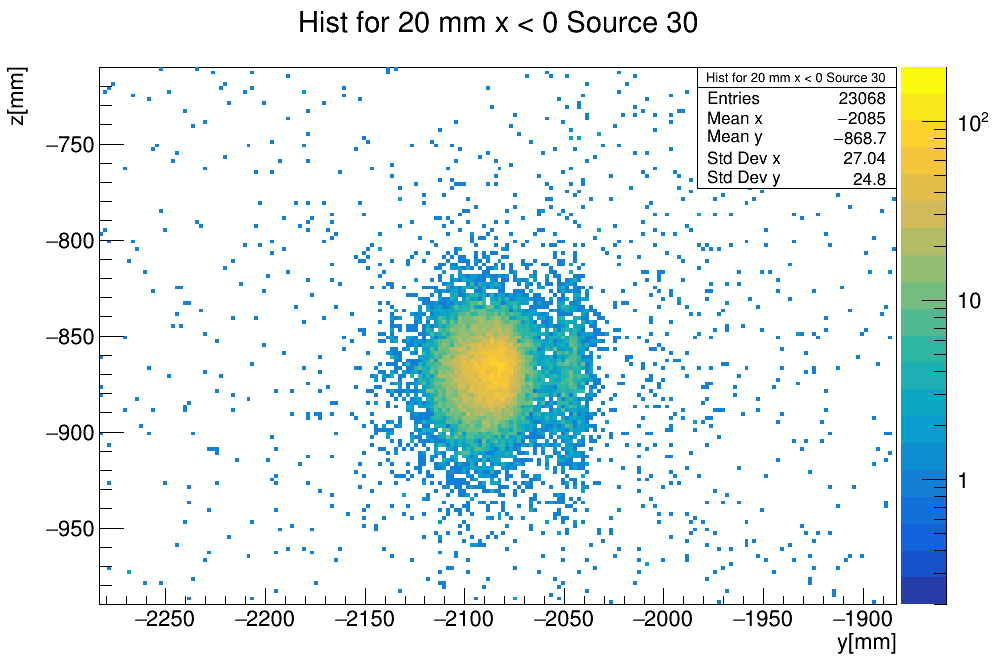 Hist for 20 mm x < 0 Source 30
z[mm]
Hist for 20 mm x < 0 Source 30
Entries 23068
Mean x −2085
Mean y −868.7
Std Dev x 27.04
Std Dev y 24.8
−750
−800
−850
−900
−950
10²
10
1
−2250 −2200 −2150 −2100 −2050 −2000 −1950 −1900
y[mm]